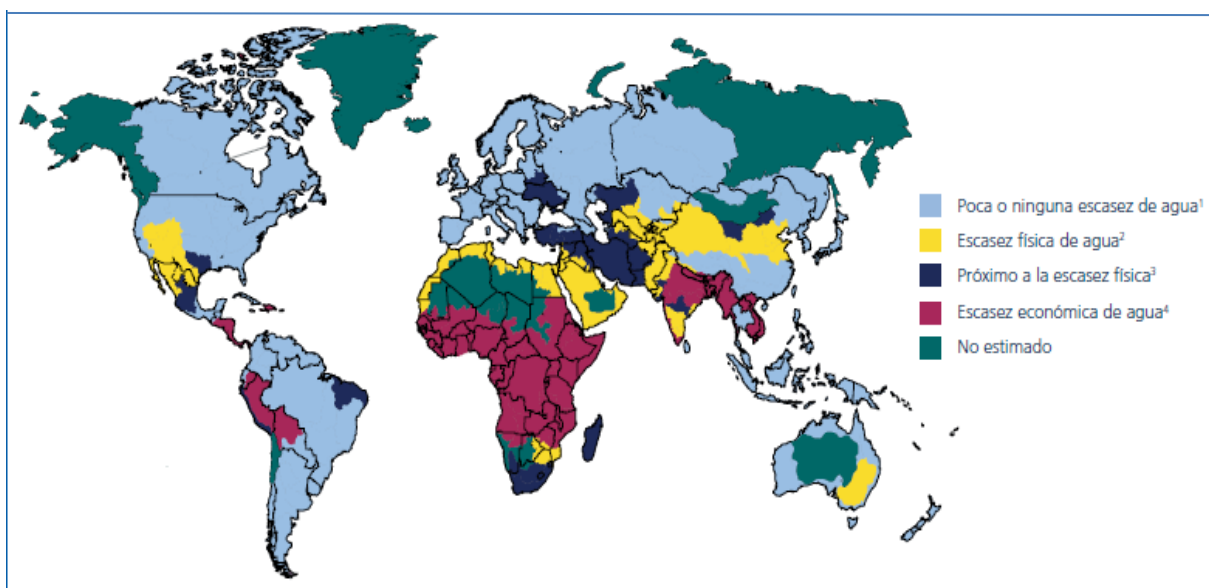 Poca o ninguna escasez de agua¹
Escasez física de agua²
Próximo a la escasez física³
Escasez económica de agua⁴
No estimado